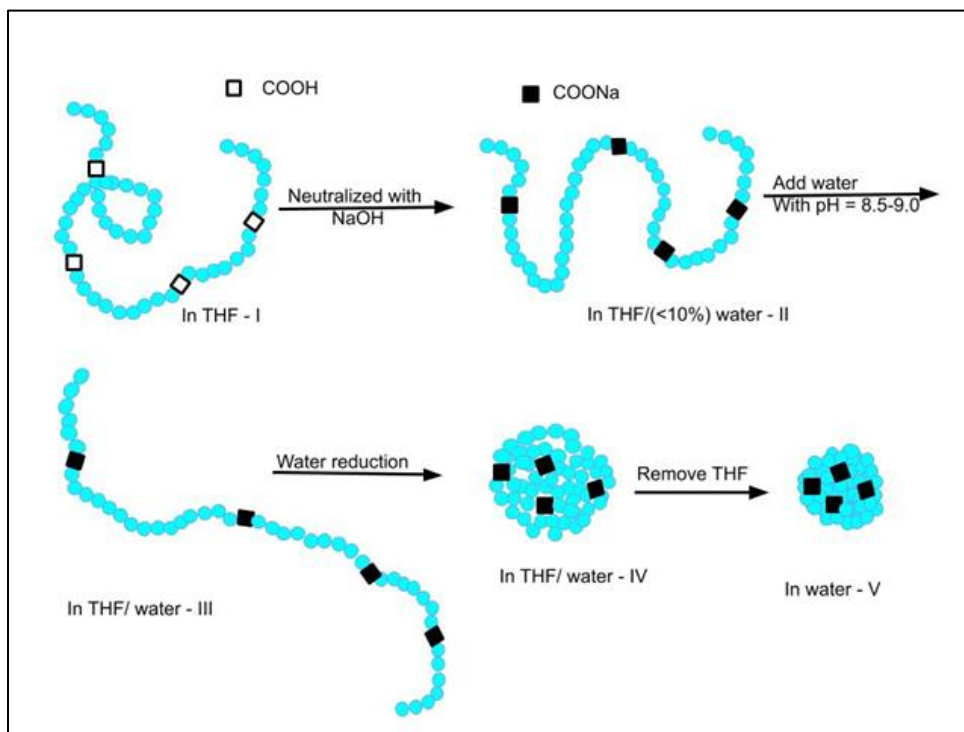 COOH
COONa
Neutralized with
NaOH
Add water
With pH = 8.5-9.0
In THF - I
In THF/(<10%) water - II
Water reduction
Remove THF
In THF/ water - III
In THF/ water - IV
In water - V